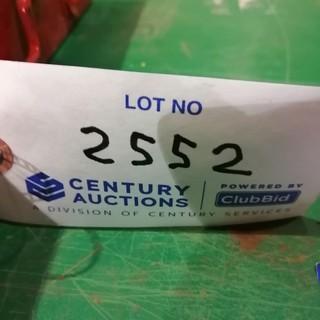 LOT NO
2552
CENTURY AUCTIONS
POWERED BY
ClubBid
A DIVISION OF CENTURY SERVICES